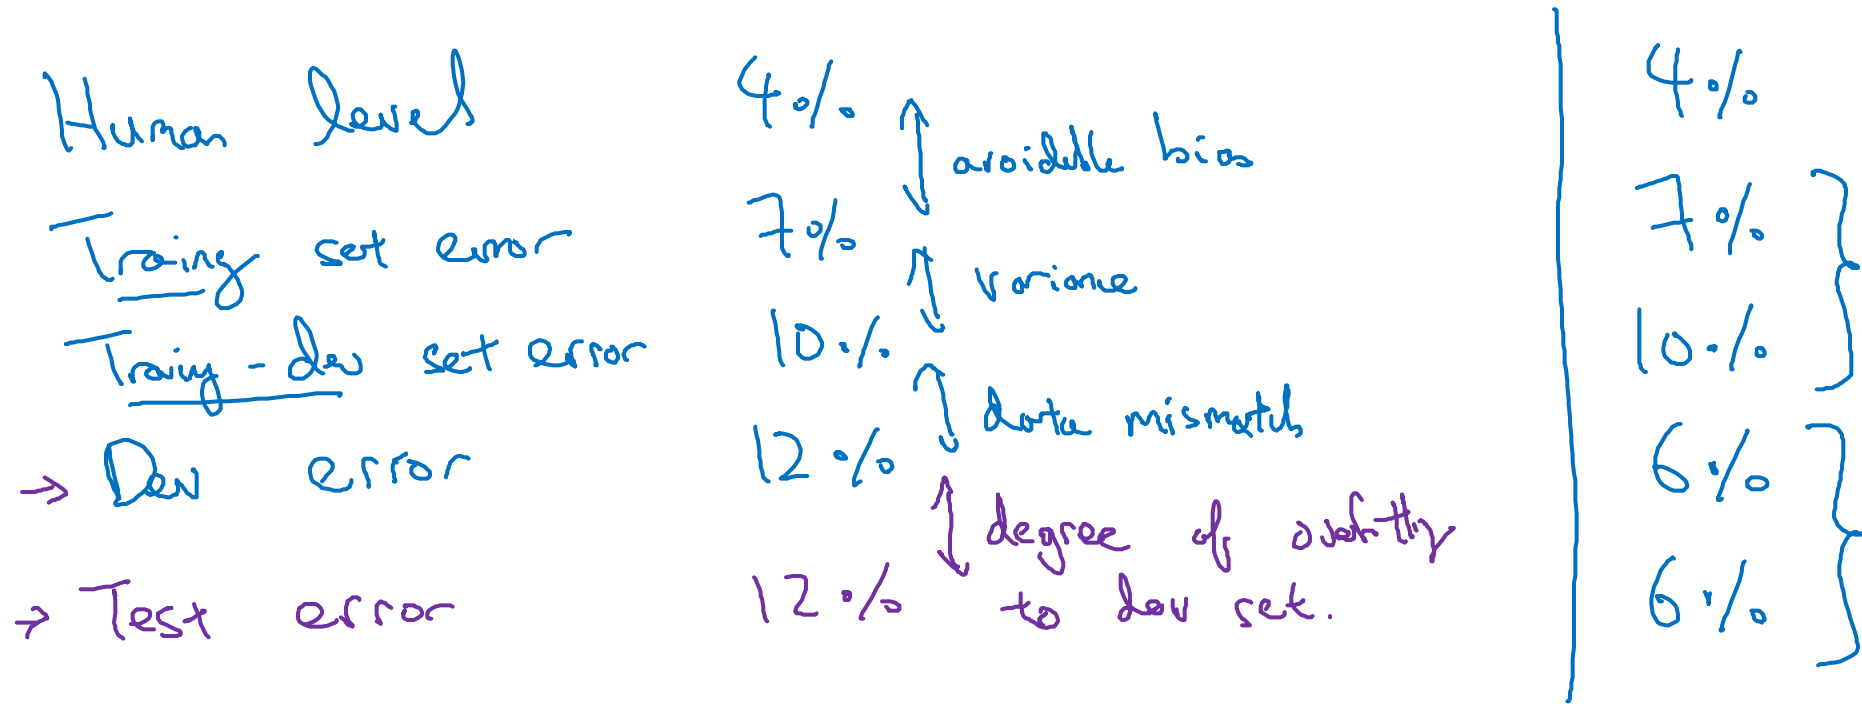 Human level 4% 4%
avoidable bias
Training set error 7% 7%
variance
Training-dev set error 10% 10%
data mismatch
→ Dev error 12% 6%
degree of overfitting
→ Test error 12% to dev set. 6%